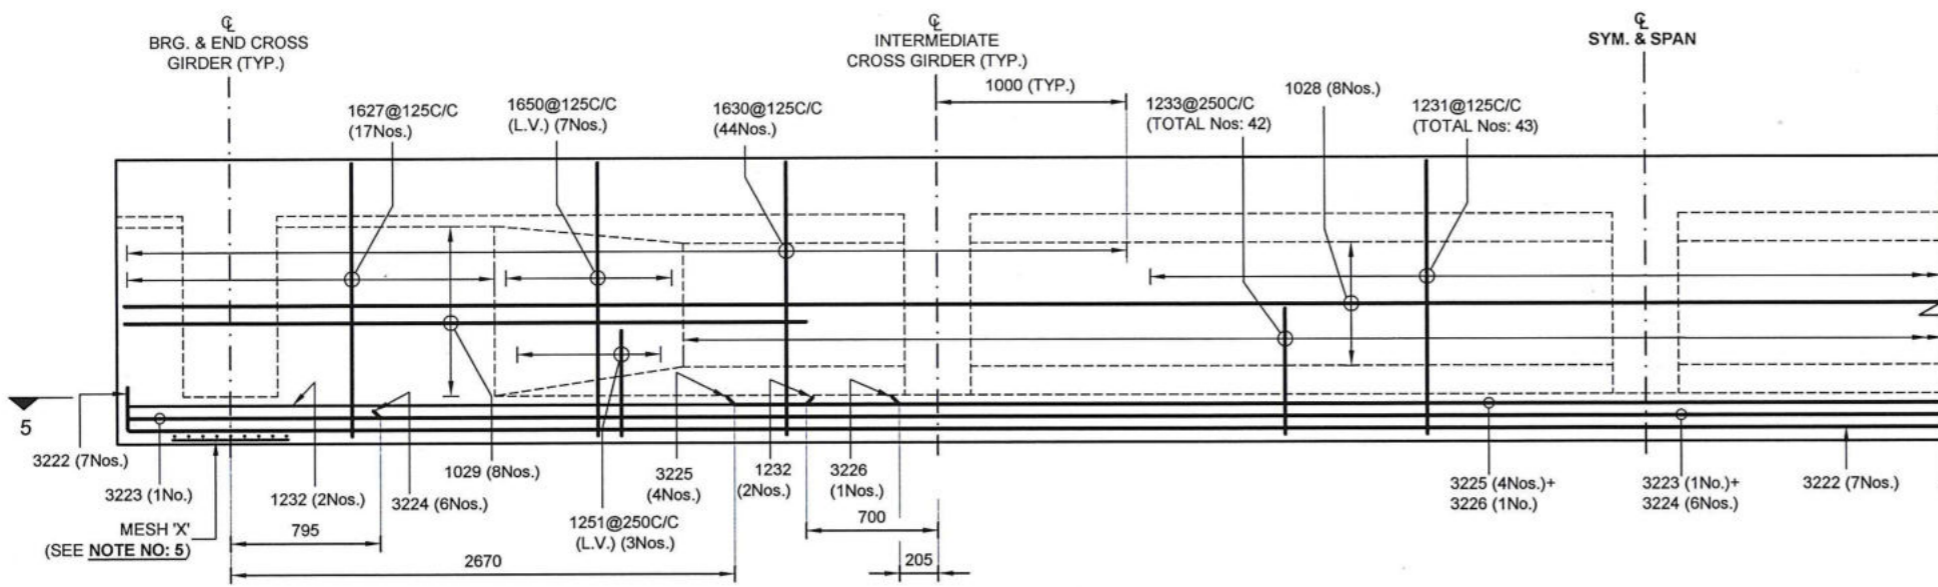 ℄
BRG. & END CROSS
GIRDER (TYP.)
℄
INTERMEDIATE
CROSS GIRDER (TYP.)
℄
SYM. & SPAN
1000 (TYP.)
1627@125C/C
(17Nos.)
1650@125C/C
(L.V.) (7Nos.)
1630@125C/C
(44Nos.)
1233@250C/C
(TOTAL Nos: 42)
1028 (8Nos.)
1231@125C/C
(TOTAL Nos: 43)
5
3222 (7Nos.)
3223 (1No.)
1232 (2Nos.)
3224 (6Nos.)
1029 (8Nos.)
3225
(4Nos.)
1232
(2Nos.)
3226
(1Nos.)
3225 (4Nos.)+
3226 (1No.)
3223 (1No.)+
3224 (6Nos.)
3222 (7Nos.)
MESH 'X'
(SEE NOTE NO: 5)
795
1251@250C/C
(L.V.) (3Nos.)
700
2670
205